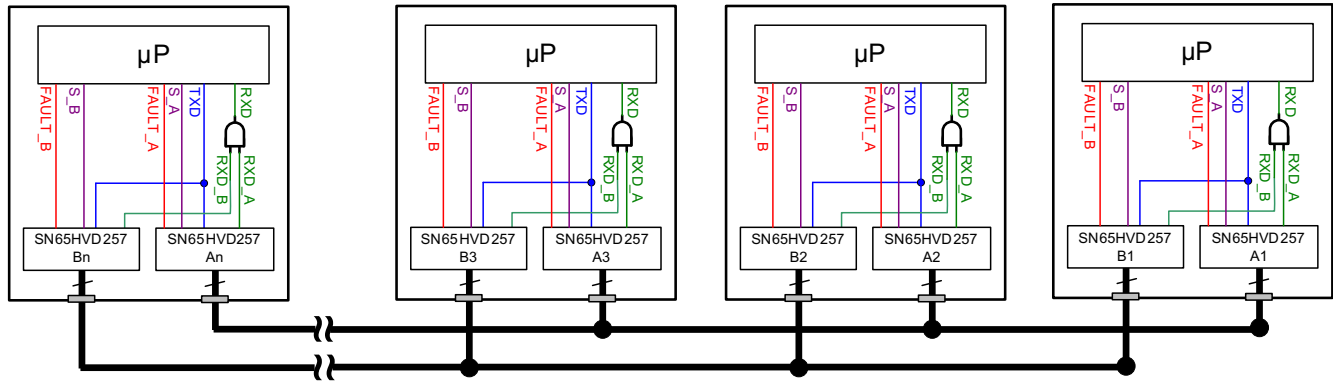 µP
FAULT_B
S_B
FAULT_A
S_A
TXD
RXD
RXD_B
RXD_A
SN65HVD257
Bn
SN65HVD257
An
µP
FAULT_B
S_B
FAULT_A
S_A
TXD
RXD
RXD_B
RXD_A
SN65HVD257
B3
SN65HVD257
A3
µP
FAULT_B
S_B
FAULT_A
S_A
TXD
RXD
RXD_B
RXD_A
SN65HVD257
B2
SN65HVD257
A2
µP
FAULT_B
S_B
FAULT_A
S_A
TXD
RXD
RXD_B
RXD_A
SN65HVD257
B1
SN65HVD257
A1